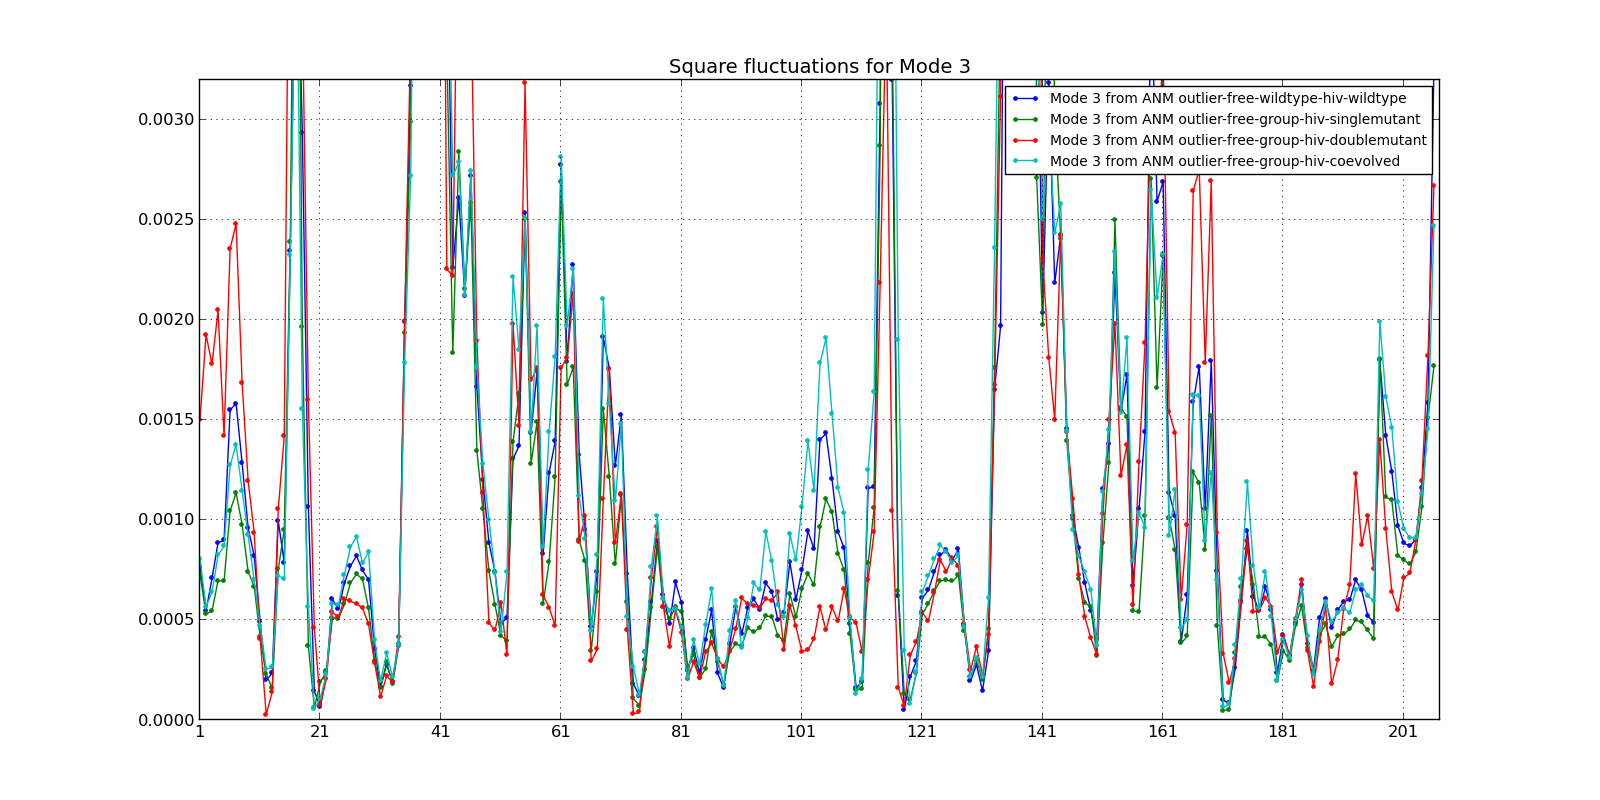 Square fluctuations for Mode 3
Mode 3 from ANM outlier-free-wildtype-hiv-wildtype
Mode 3 from ANM outlier-free-group-hiv-singlemutant
Mode 3 from ANM outlier-free-group-hiv-doublemutant
Mode 3 from ANM outlier-free-group-hiv-coevolved
0.0030
0.0025
0.0020
0.0015
0.0010
0.0005
0.0000
1 21 41 61 81 101 121 141 161 181 201